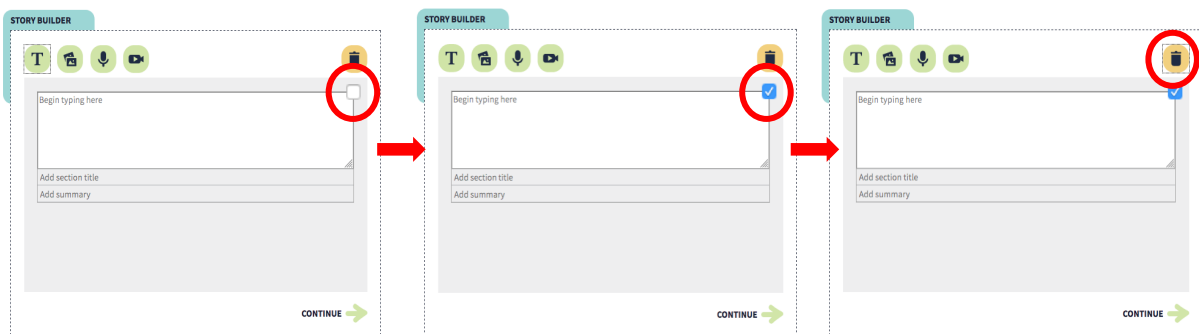 STORY BUILDER
T
Begin typing here
Add section title
Add summary
CONTINUE
STORY BUILDER
T
Begin typing here
Add section title
Add summary
CONTINUE
STORY BUILDER
T
Begin typing here
Add section title
Add summary
CONTINUE